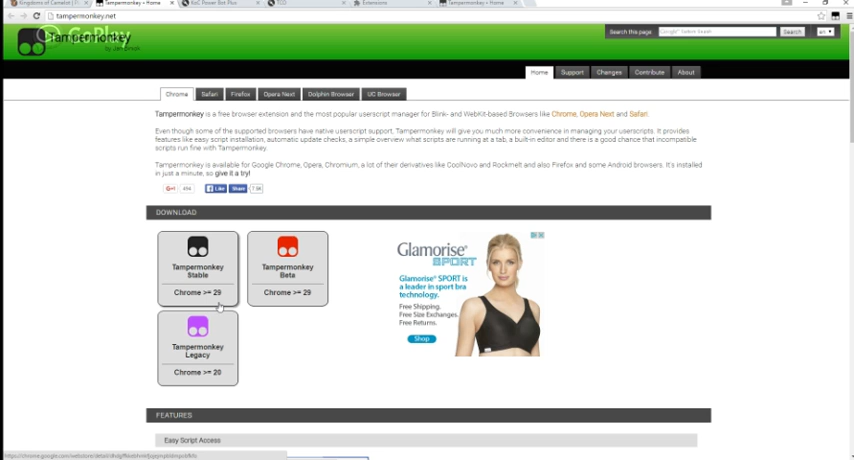 Kingdoms of Camelot | F
Tampermonkey • Home
KoC Power Bot Plus
TCO
Extensions
Tampermonkey • Home
tampermonkey.net
GoPlay
Tampermonkey
by Jan Biniok
Search this page:
Search
en
Home
Support
Changes
Contribute
About
Chrome
Safari
Firefox
Opera Next
Dolphin Browser
UC Browser
Tampermonkey is a free browser extension and the most popular userscript manager for Blink- and WebKit-based Browsers like Chrome, Opera Next and Safari.
Even though some of the supported browsers have native userscript support, Tampermonkey will give you much more convenience in managing your userscripts. It provides
features like easy script installation, automatic update checks, a simple overview what scripts are running at a tab, a built-in editor and there is a good chance that incompatible
scripts run fine with Tampermonkey.
Tampermonkey is available for Google Chrome, Opera, Chromium, a lot of their derivatives like CoolNovo and Rockmelt and also Firefox and some Android browsers. It's installed
in just a minute, so give it a try!
G+1
Like
Share
DOWNLOAD
Tampermonkey
Stable
Chrome >= 29
Tampermonkey
Beta
Chrome >= 29
Tampermonkey
Legacy
Chrome >= 20
Glamorise®
SPORT
Glamorise® SPORT is
a leader in sport bra
technology.
Free Shipping.
Free Size Exchanges.
Free Returns.
Shop
FEATURES
Easy Script Access